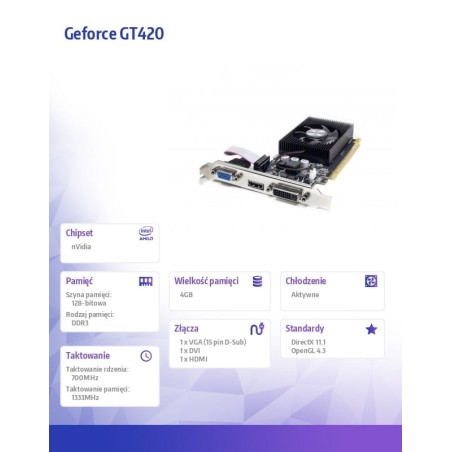 Geforce GT420
Chipset
intel
AMD
nVidia
Pamięć
Szyna pamięci:
128- bitowa
Rodzaj pamięci:
DDR3
Wielkość pamięci
4GB
Chłodzenie
Aktywne
Taktowanie
Taktowanie rdzenia:
700MHz
Taktowanie pamięci:
1333MHz
Złącza
1 x VGA (15 pin D-Sub)
1 x DVI
1 x HDMI
Standardy
DirectX 11.1
OpenGL 4.3